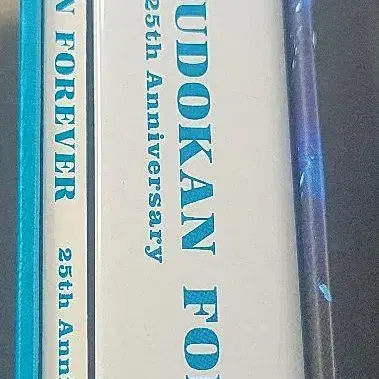 UDOKAN FO
25th Anniversary
N FOREVER
25th Ann